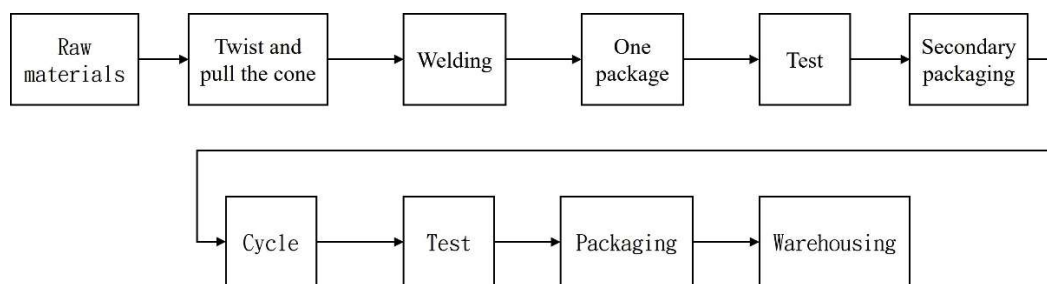 Raw
materials
Twist and
pull the cone
Welding
One
package
Test
Secondary
packaging
Cycle
Test
Packaging
Warehousing